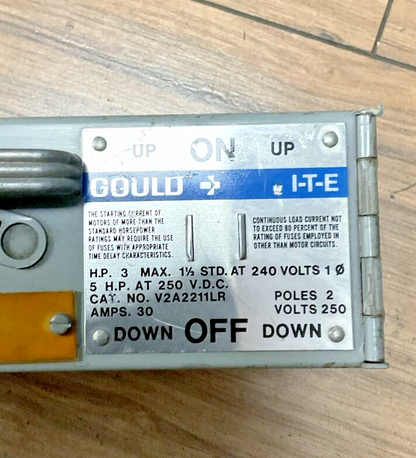 UP ON UP
GOULD I-T-E
THE STARTING CURRENT OF
MOTORS OF MORE THAN THE
STANDARD HORSEPOWER
RATINGS MAY REQUIRE THE USE
OF FUSES WITH APPROPRIATE
TIME DELAY CHARACTERISTICS.
CONTINUOUS LOAD CURRENT NOT
TO EXCEED 80 PERCENT OF THE
RATING OF FUSES EMPLOYED IN
OTHER THAN MOTOR CIRCUITS.
H.P. 3 MAX. 1½ STD. AT 240 VOLTS 1 Ø
5 H.P. AT 250 V.D.C.
CAT. NO. V2A2211LR POLES 2
AMPS. 30 VOLTS 250
DOWN OFF DOWN